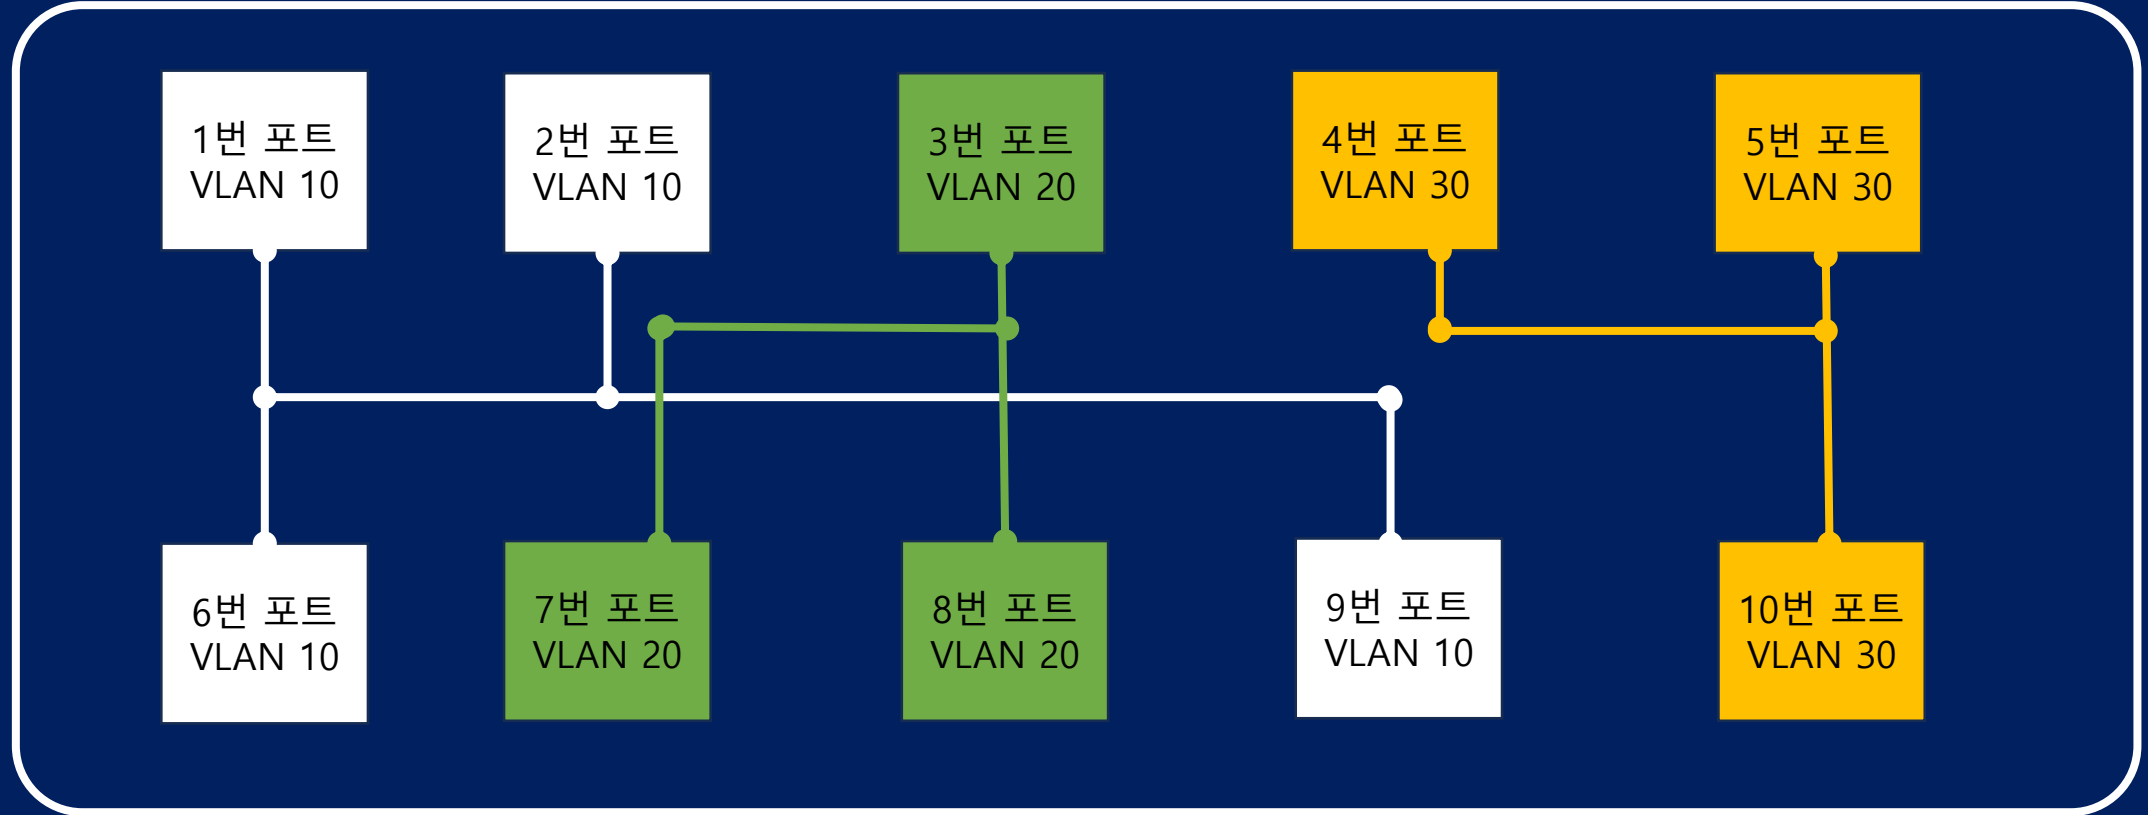 1번 포트
VLAN 10
2번 포트
VLAN 10
3번 포트
VLAN 20
4번 포트
VLAN 30
5번 포트
VLAN 30
6번 포트
VLAN 10
7번 포트
VLAN 20
8번 포트
VLAN 20
9번 포트
VLAN 10
10번 포트
VLAN 30